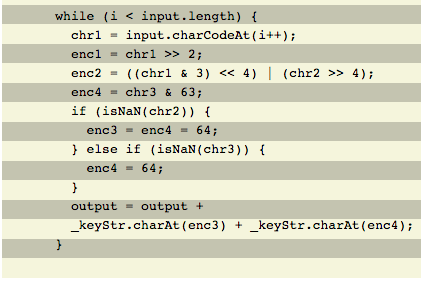 while (i < input.length) {
chr1 = input.charCodeAt(i++);
enc1 = chr1 >> 2;
enc2 = ((chr1 & 3) << 4) | (chr2 >> 4);
enc4 = chr3 & 63;
if (isNaN(chr2)) {
enc3 = enc4 = 64;
} else if (isNaN(chr3)) {
enc4 = 64;
}
output = output +
_keyStr.charAt(enc3) + _keyStr.charAt(enc4);
}